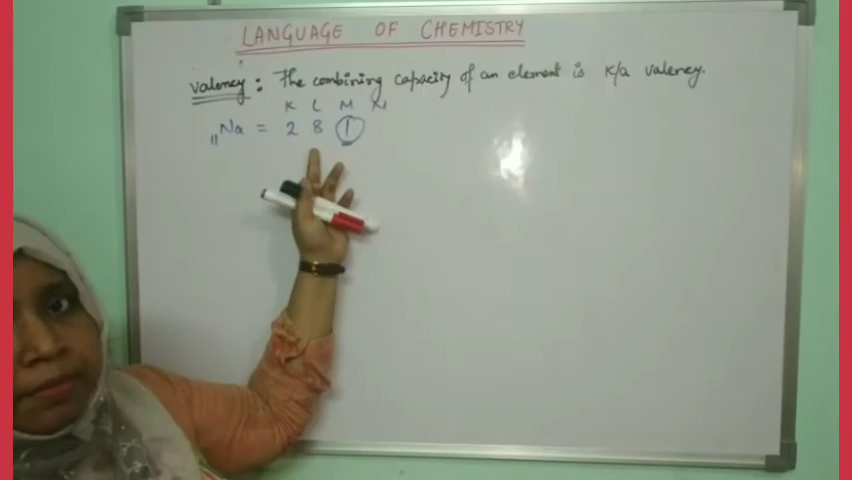 LANGUAGE OF CHEMISTRY
Valency : The combining capacity of an element is k/a valency.
K L M N
11Na = 2 8 1